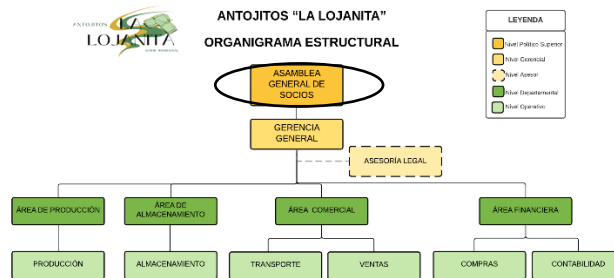 ANTOJITOS
LA
LOJANITA
ANTOJITOS “LA LOJANITA”
ORGANIGRAMA ESTRUCTURAL
LEYENDA
Nivel Político Superior
Nivel Gerencial
Nivel Asesor
Nivel Departamental
Nivel Operativo
ASAMBLEA
GENERAL DE
SOCIOS
GERENCIA
GENERAL
ASESORÍA LEGAL
ÁREA DE PRODUCCIÓN
ÁREA DE
ALMACENAMIENTO
ÁREA COMERCIAL
ÁREA FINANCIERA
PRODUCCIÓN
ALMACENAMIENTO
TRANSPORTE
VENTAS
COMPRAS
CONTABILIDAD